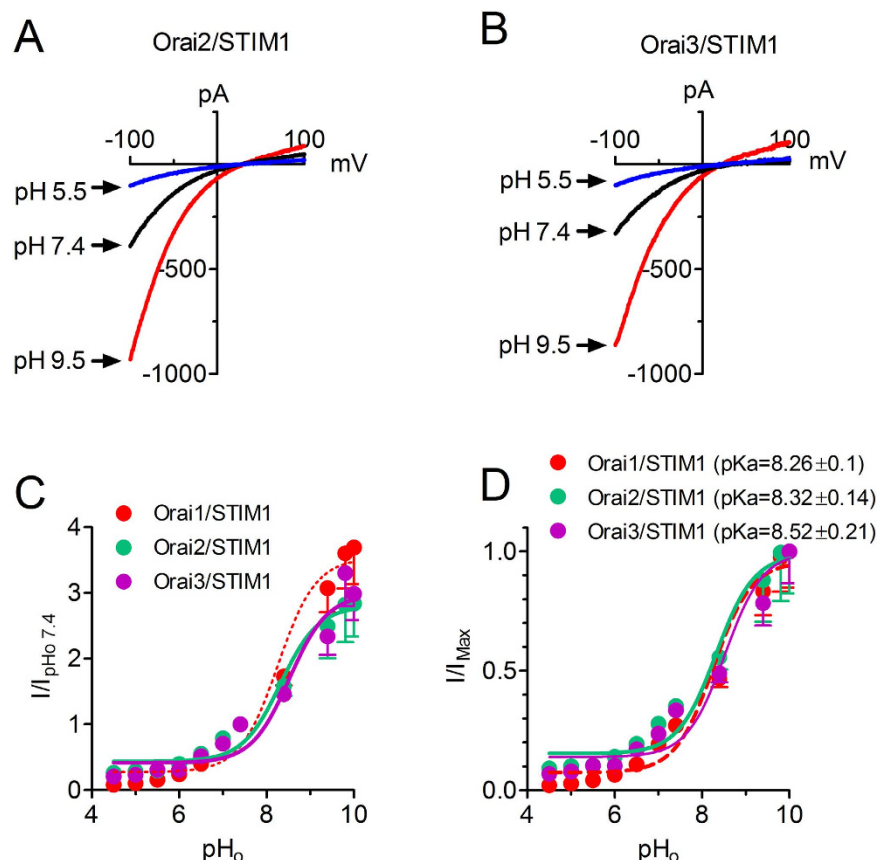 A
Orai2/STIM1
pA
-100
100
mV
pH 5.5
pH 7.4
-500
pH 9.5
-1000
B
Orai3/STIM1
pA
-100
100
mV
pH 5.5
pH 7.4
-500
pH 9.5
-1000
C
Orai1/STIM1
Orai2/STIM1
Orai3/STIM1
I/IpHo 7.4
4
3
2
1
0
4
6
8
10
pHo
D
Orai1/STIM1 (pKa=8.26±0.1)
Orai2/STIM1 (pKa=8.32±0.14)
Orai3/STIM1 (pKa=8.52±0.21)
I/IMax
1.0
0.5
0.0
4
6
8
10
pHo